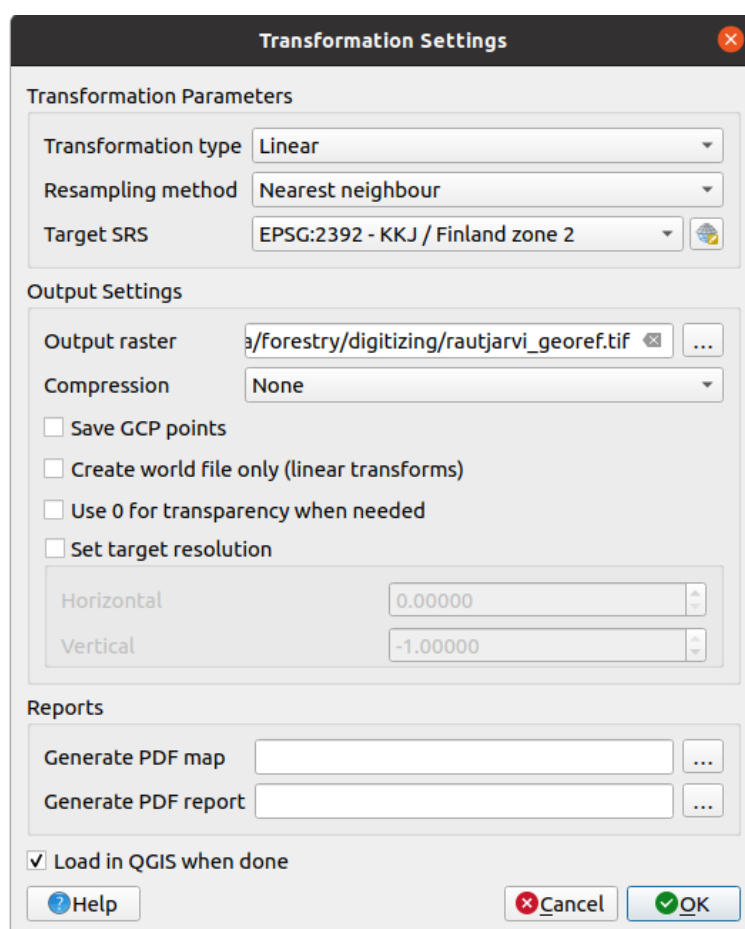 Transformation Settings
Transformation Parameters
Transformation type Linear
Resampling method Nearest neighbour
Target SRS EPSG:2392 - KKJ / Finland zone 2
Output Settings
Output raster a/forestry/digitizing/rautjarvi_georef.tif ...
Compression None
Save GCP points
Create world file only (linear transforms)
Use 0 for transparency when needed
Set target resolution
Horizontal 0.00000
Vertical -1.00000
Reports
Generate PDF map ...
Generate PDF report ...
Load in QGIS when done
Help Cancel OK